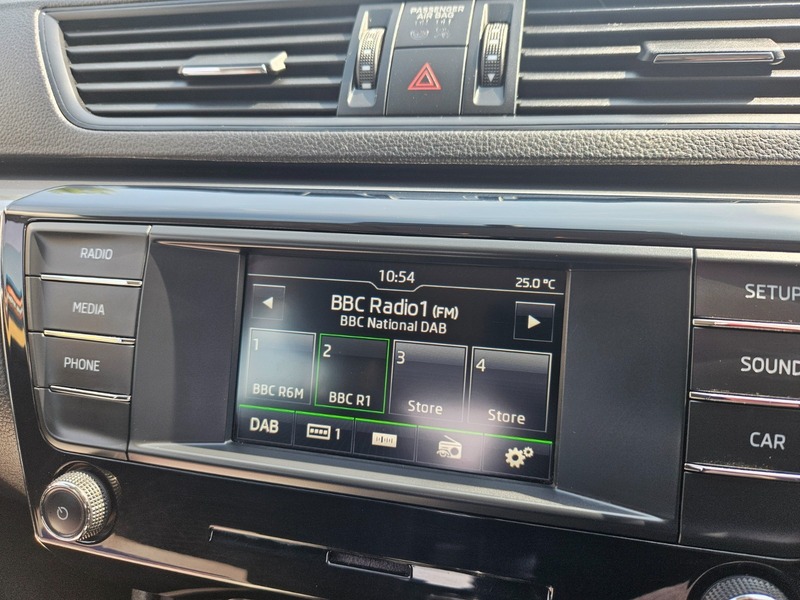 PASSENGER
AIR BAG
RADIO
MEDIA
PHONE
10:54
25.0 °C
BBC Radio1 (FM)
BBC National DAB
1
BBC R6M
2
BBC R1
3
Store
4
Store
DAB
1
SETUP
SOUND
CAR